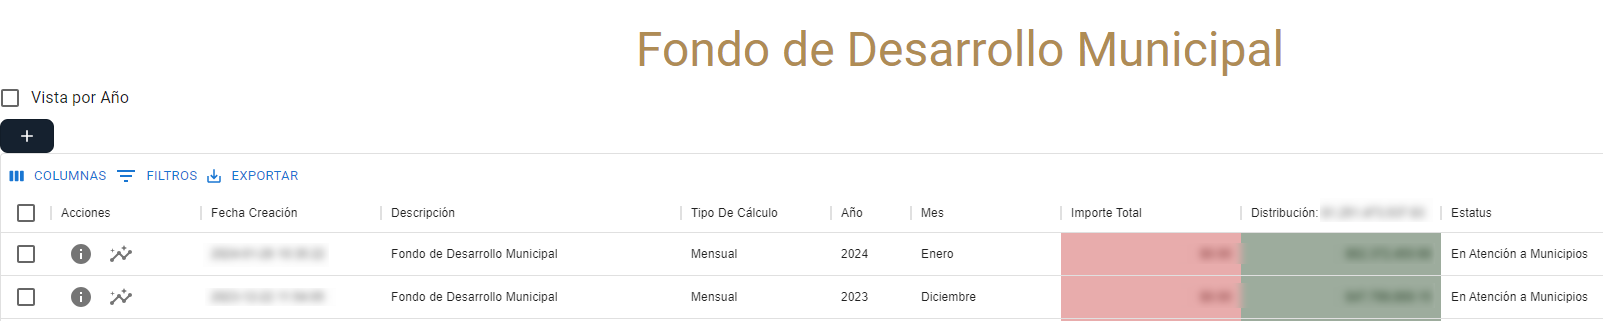 Fondo de Desarrollo Municipal
Vista por Año
+
COLUMNAS FILTROS EXPORTAR
Acciones Fecha Creación Descripción Tipo De Cálculo Año Mes Importe Total Distribución: Estatus
Fondo de Desarrollo Municipal Mensual 2024 Enero En Atención a Municipios
Fondo de Desarrollo Municipal Mensual 2023 Diciembre En Atención a Municipios